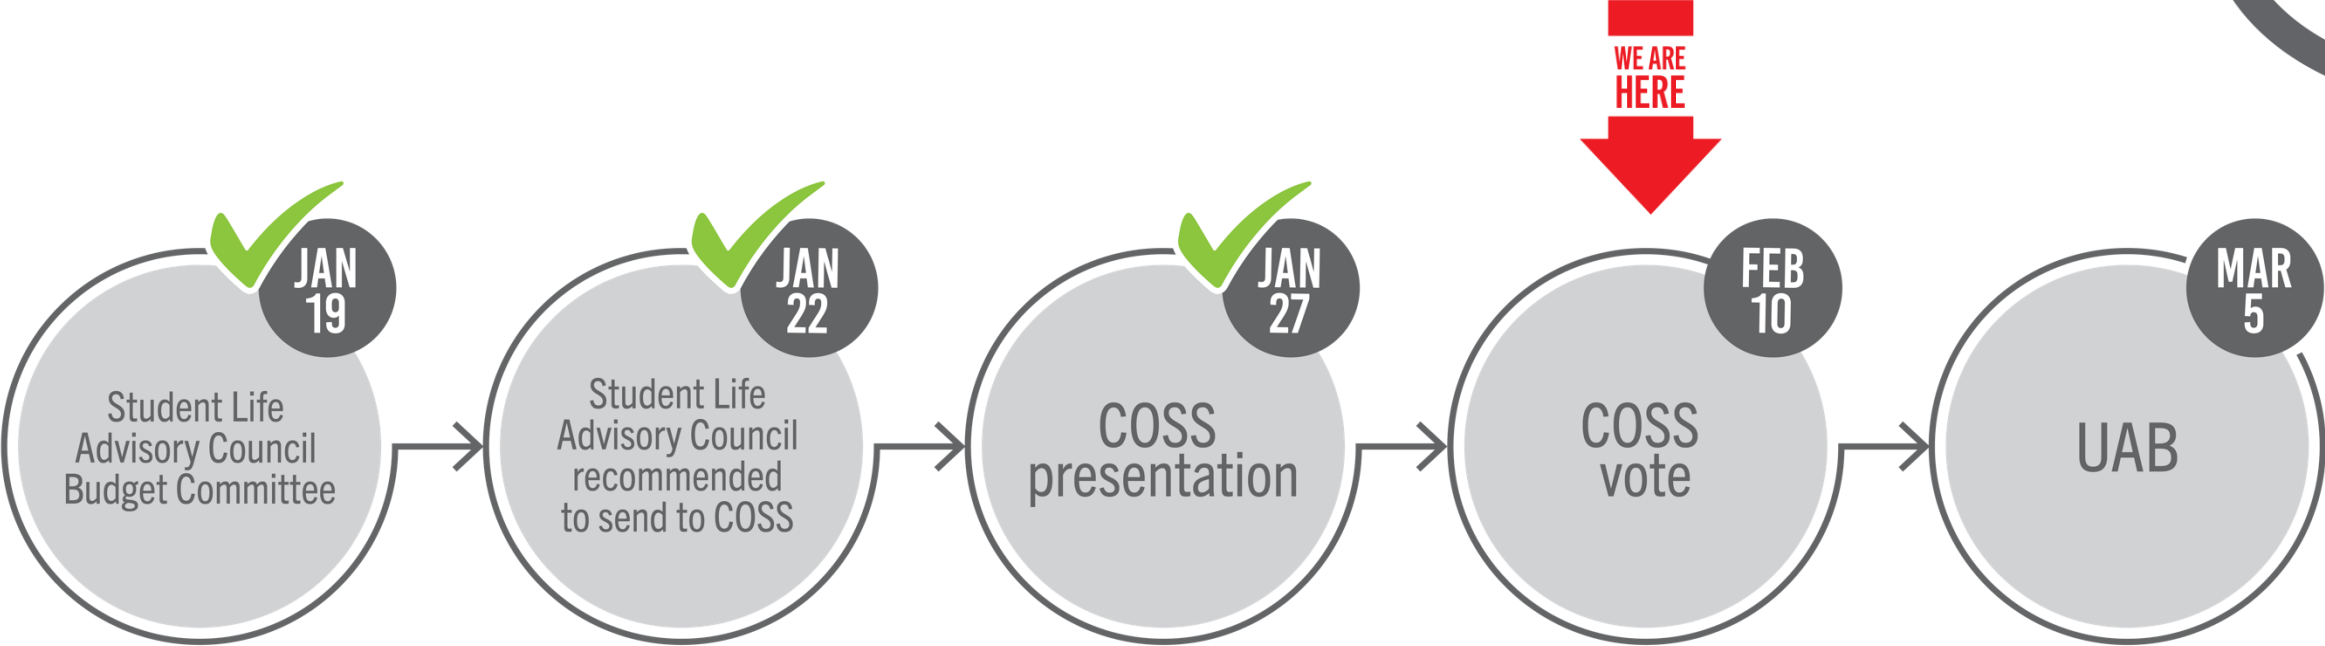 WE ARE
HERE
JAN
19
Student Life
Advisory Council
Budget Committee
JAN
22
Student Life
Advisory Council
recommended
to send to COSS
JAN
27
COSS
presentation
FEB
10
COSS
vote
MAR
5
UAB